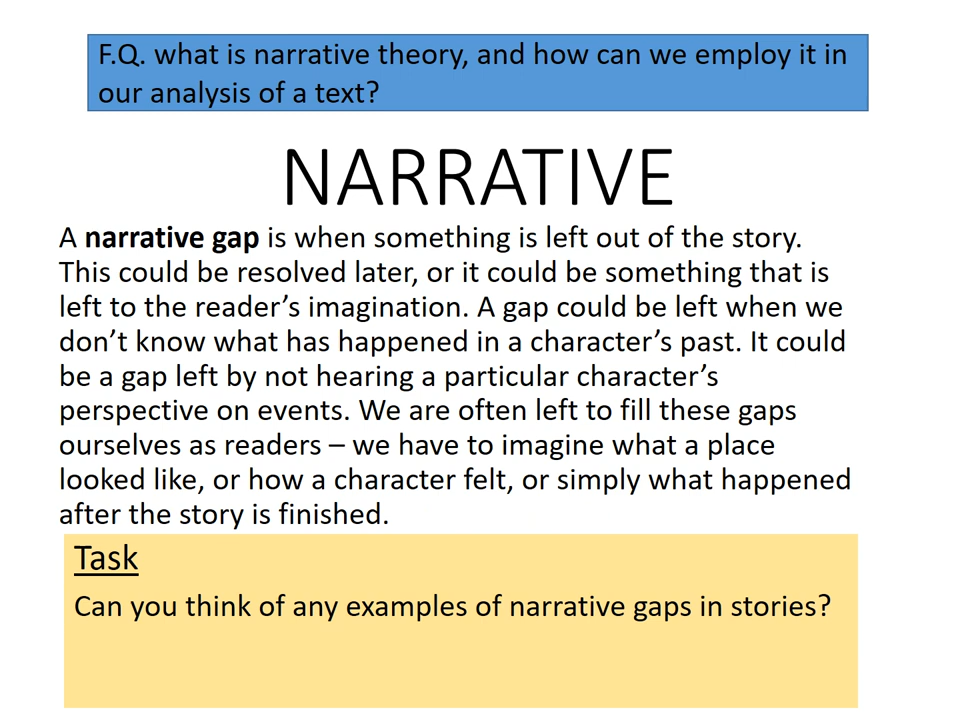 F.Q. what is narrative theory, and how can we employ it in
our analysis of a text?
NARRATIVE
A narrative gap is when something is left out of the story.
This could be resolved later, or it could be something that is
left to the reader’s imagination. A gap could be left when we
don’t know what has happened in a character’s past. It could
be a gap left by not hearing a particular character’s
perspective on events. We are often left to fill these gaps
ourselves as readers – we have to imagine what a place
looked like, or how a character felt, or simply what happened
after the story is finished.
Task
Can you think of any examples of narrative gaps in stories?